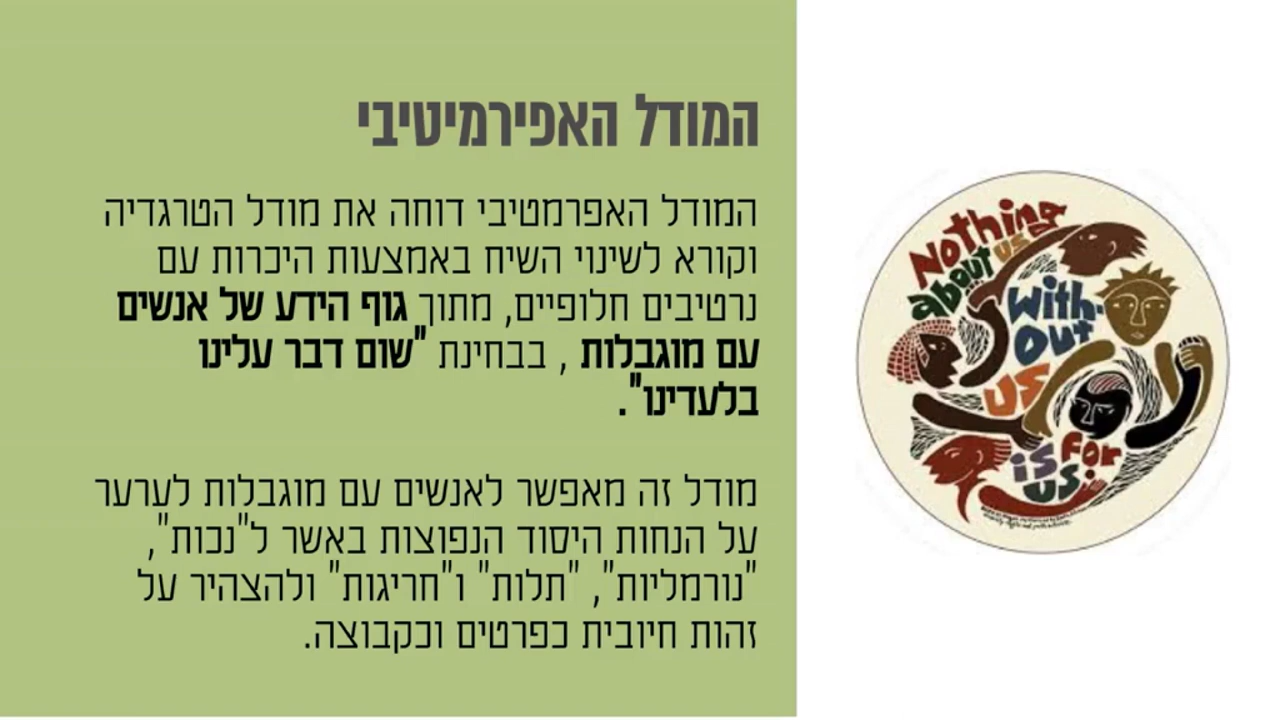 המודל האפירמיטיבי
המודל האפרמטיבי דוחה את מודל הטרגדיה
וקורא לשינוי השיח באמצעות היכרות עם
נרטיבים חלופיים, מתוך גוף הידע של אנשים
עם מוגבלות , בבחינת "שום דבר עלינו
בלעדינו".
מודל זה מאפשר לאנשים עם מוגבלות לערער
על הנחות היסוד הנפוצות באשר ל"נכות",
"נורמליות", "תלות" ו"חריגות" ולהצהיר על
זהות חיובית כפרטים וכקבוצה.
Nothing
about us
with-
out
us
is for
us!